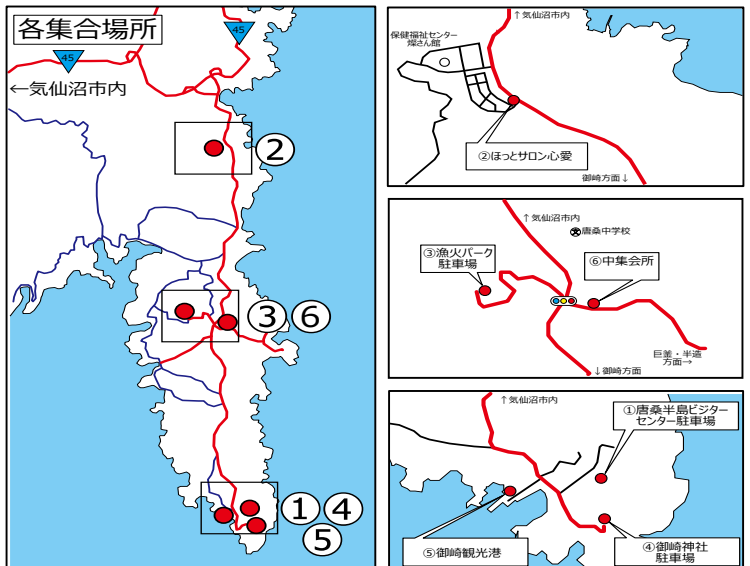 各集合場所
45
45
←気仙沼市内
②
③⑥
①④
⑤
↑気仙沼市内
保健福祉センター
燦さん館
②ほっとサロン心愛
御崎方面↓
↑気仙沼市内
唐桑中学校
③漁火パーク
駐車場
⑥中集会所
巨釜・半造
方面→
↓御崎方面
↑気仙沼市内
①唐桑半島ビジター
センター駐車場
⑤御崎観光港
④御崎神社
駐車場